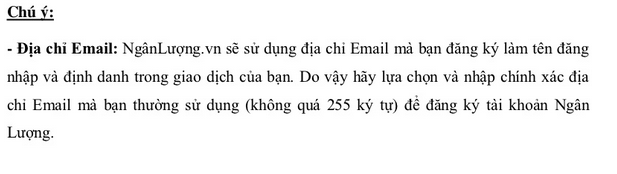 Chú ý:
- Địa chỉ Email: NgânLượng.vn sẽ sử dụng địa chỉ Email mà bạn đăng ký làm tên đăng
nhập và định danh trong giao dịch của bạn. Do vậy hãy lựa chọn và nhập chính xác địa
chỉ Email mà bạn thường sử dụng (không quá 255 ký tự) để đăng ký tài khoản Ngân
Lượng.